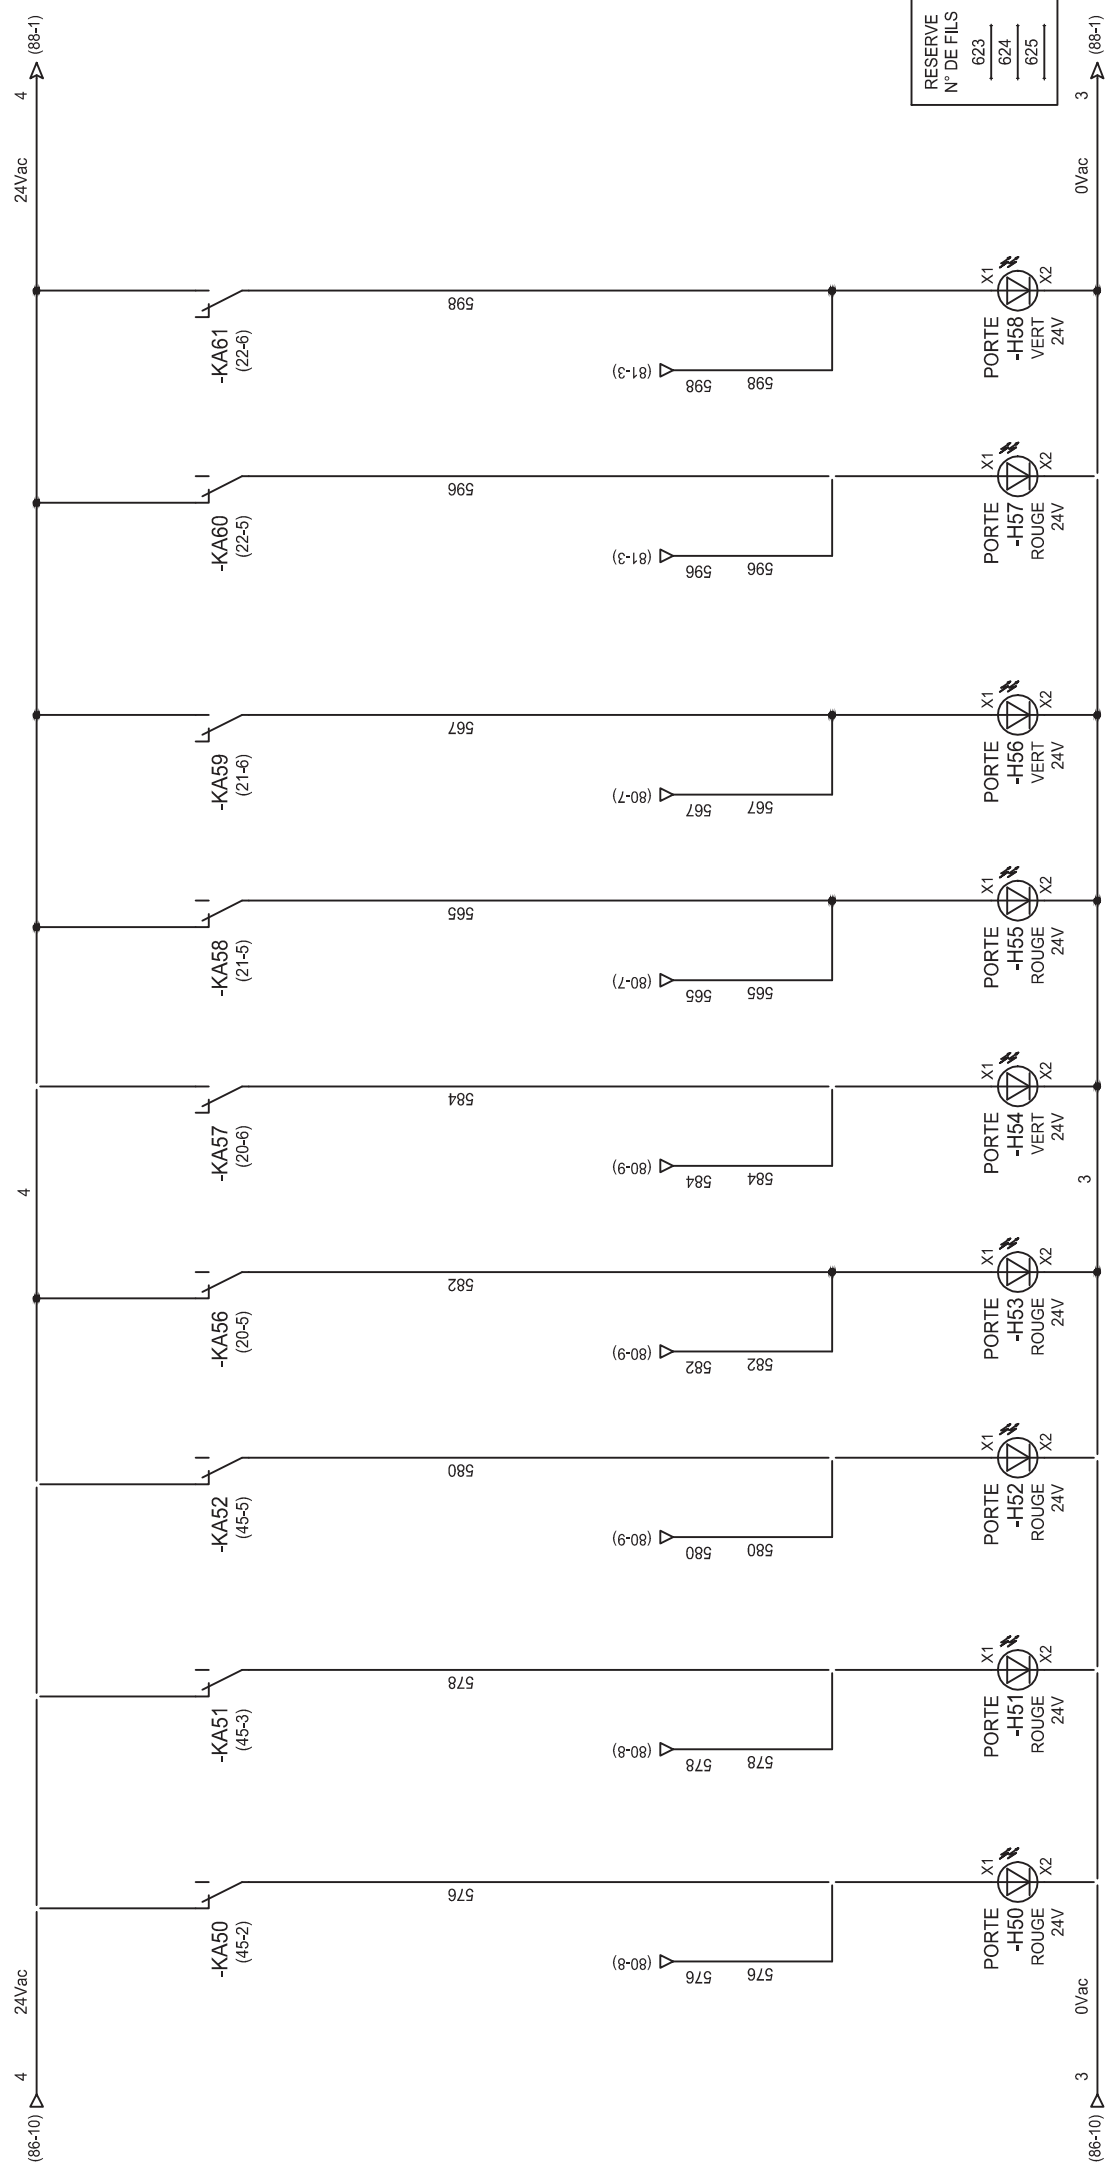 (86-10)
4
24Vac
4
24Vac
4
(88-1)
-KA50
(45-2)
-KA51
(45-3)
-KA52
(45-5)
-KA56
(20-5)
-KA57
(20-6)
-KA58
(21-5)
-KA59
(21-6)
-KA60
(22-5)
-KA61
(22-6)
576
578
580
582
584
565
567
596
598
(80-8)
576
576
(80-8)
578
578
(80-9)
580
580
(80-9)
582
582
(80-9)
584
584
(80-7)
565
565
(80-7)
567
567
(81-3)
596
596
(81-3)
598
598
PORTE
-H50
ROUGE
24V
X1
X2
PORTE
-H51
ROUGE
24V
X1
X2
PORTE
-H52
ROUGE
24V
X1
X2
PORTE
-H53
ROUGE
24V
X1
X2
PORTE
-H54
VERT
24V
X1
X2
PORTE
-H55
ROUGE
24V
X1
X2
PORTE
-H56
VERT
24V
X1
X2
PORTE
-H57
ROUGE
24V
X1
X2
PORTE
-H58
VERT
24V
X1
X2
RESERVE
N° DE FILS
623
624
625
(86-10)
3
0Vac
3
0Vac
3
(88-1)